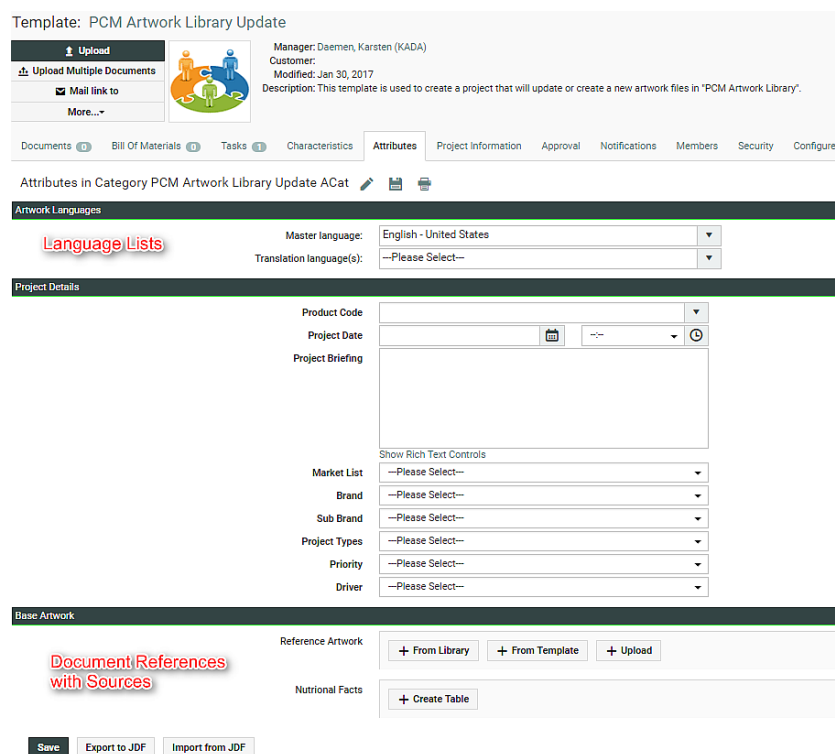 Template: PCM Artwork Library Update
Upload
Upload Multiple Documents
Mail link to
More...
Manager: Daemen, Karsten (KADA)
Customer:
Modified: Jan 30, 2017
Description: This template is used to create a project that will update or create a new artwork files in "PCM Artwork Library".
Documents 0 Bill Of Materials 0 Tasks 1 Characteristics Attributes Project Information Approval Notifications Members Security Configure
Attributes in Category PCM Artwork Library Update ACat
Artwork Languages
Language Lists
Master language: English - United States
Translation language(s): ---Please Select---
Project Details
Product Code
Project Date --:--
Project Briefing
Show Rich Text Controls
Market List ---Please Select---
Brand ---Please Select---
Sub Brand ---Please Select---
Project Types ---Please Select---
Priority ---Please Select---
Driver ---Please Select---
Base Artwork
Reference Artwork + From Library + From Template + Upload
Document References
with Sources
Nutrional Facts + Create Table
Save Export to JDF Import from JDF